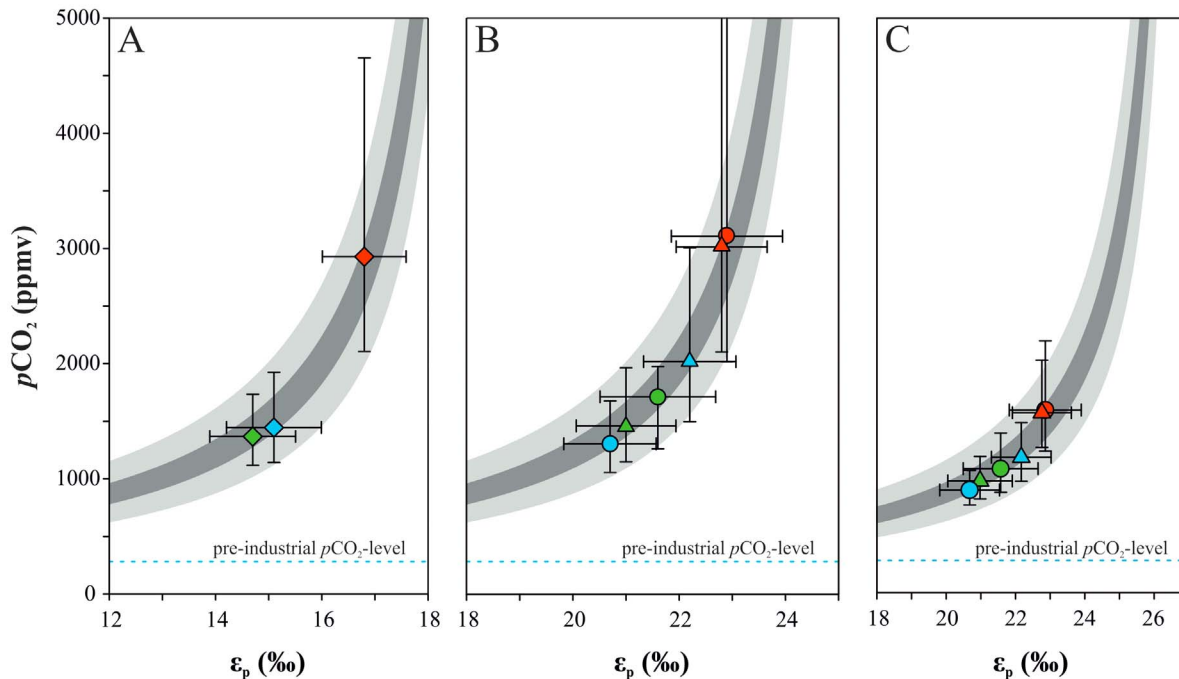 A
B
C
5000
4000
3000
2000
1000
0
pCO₂ (ppmv)
pre-industrial pCO₂-level
pre-industrial pCO₂-level
pre-industrial pCO₂-level
12 14 16 18
18 20 22 24
18 20 22 24 26
εₚ (‰)
εₚ (‰)
εₚ (‰)